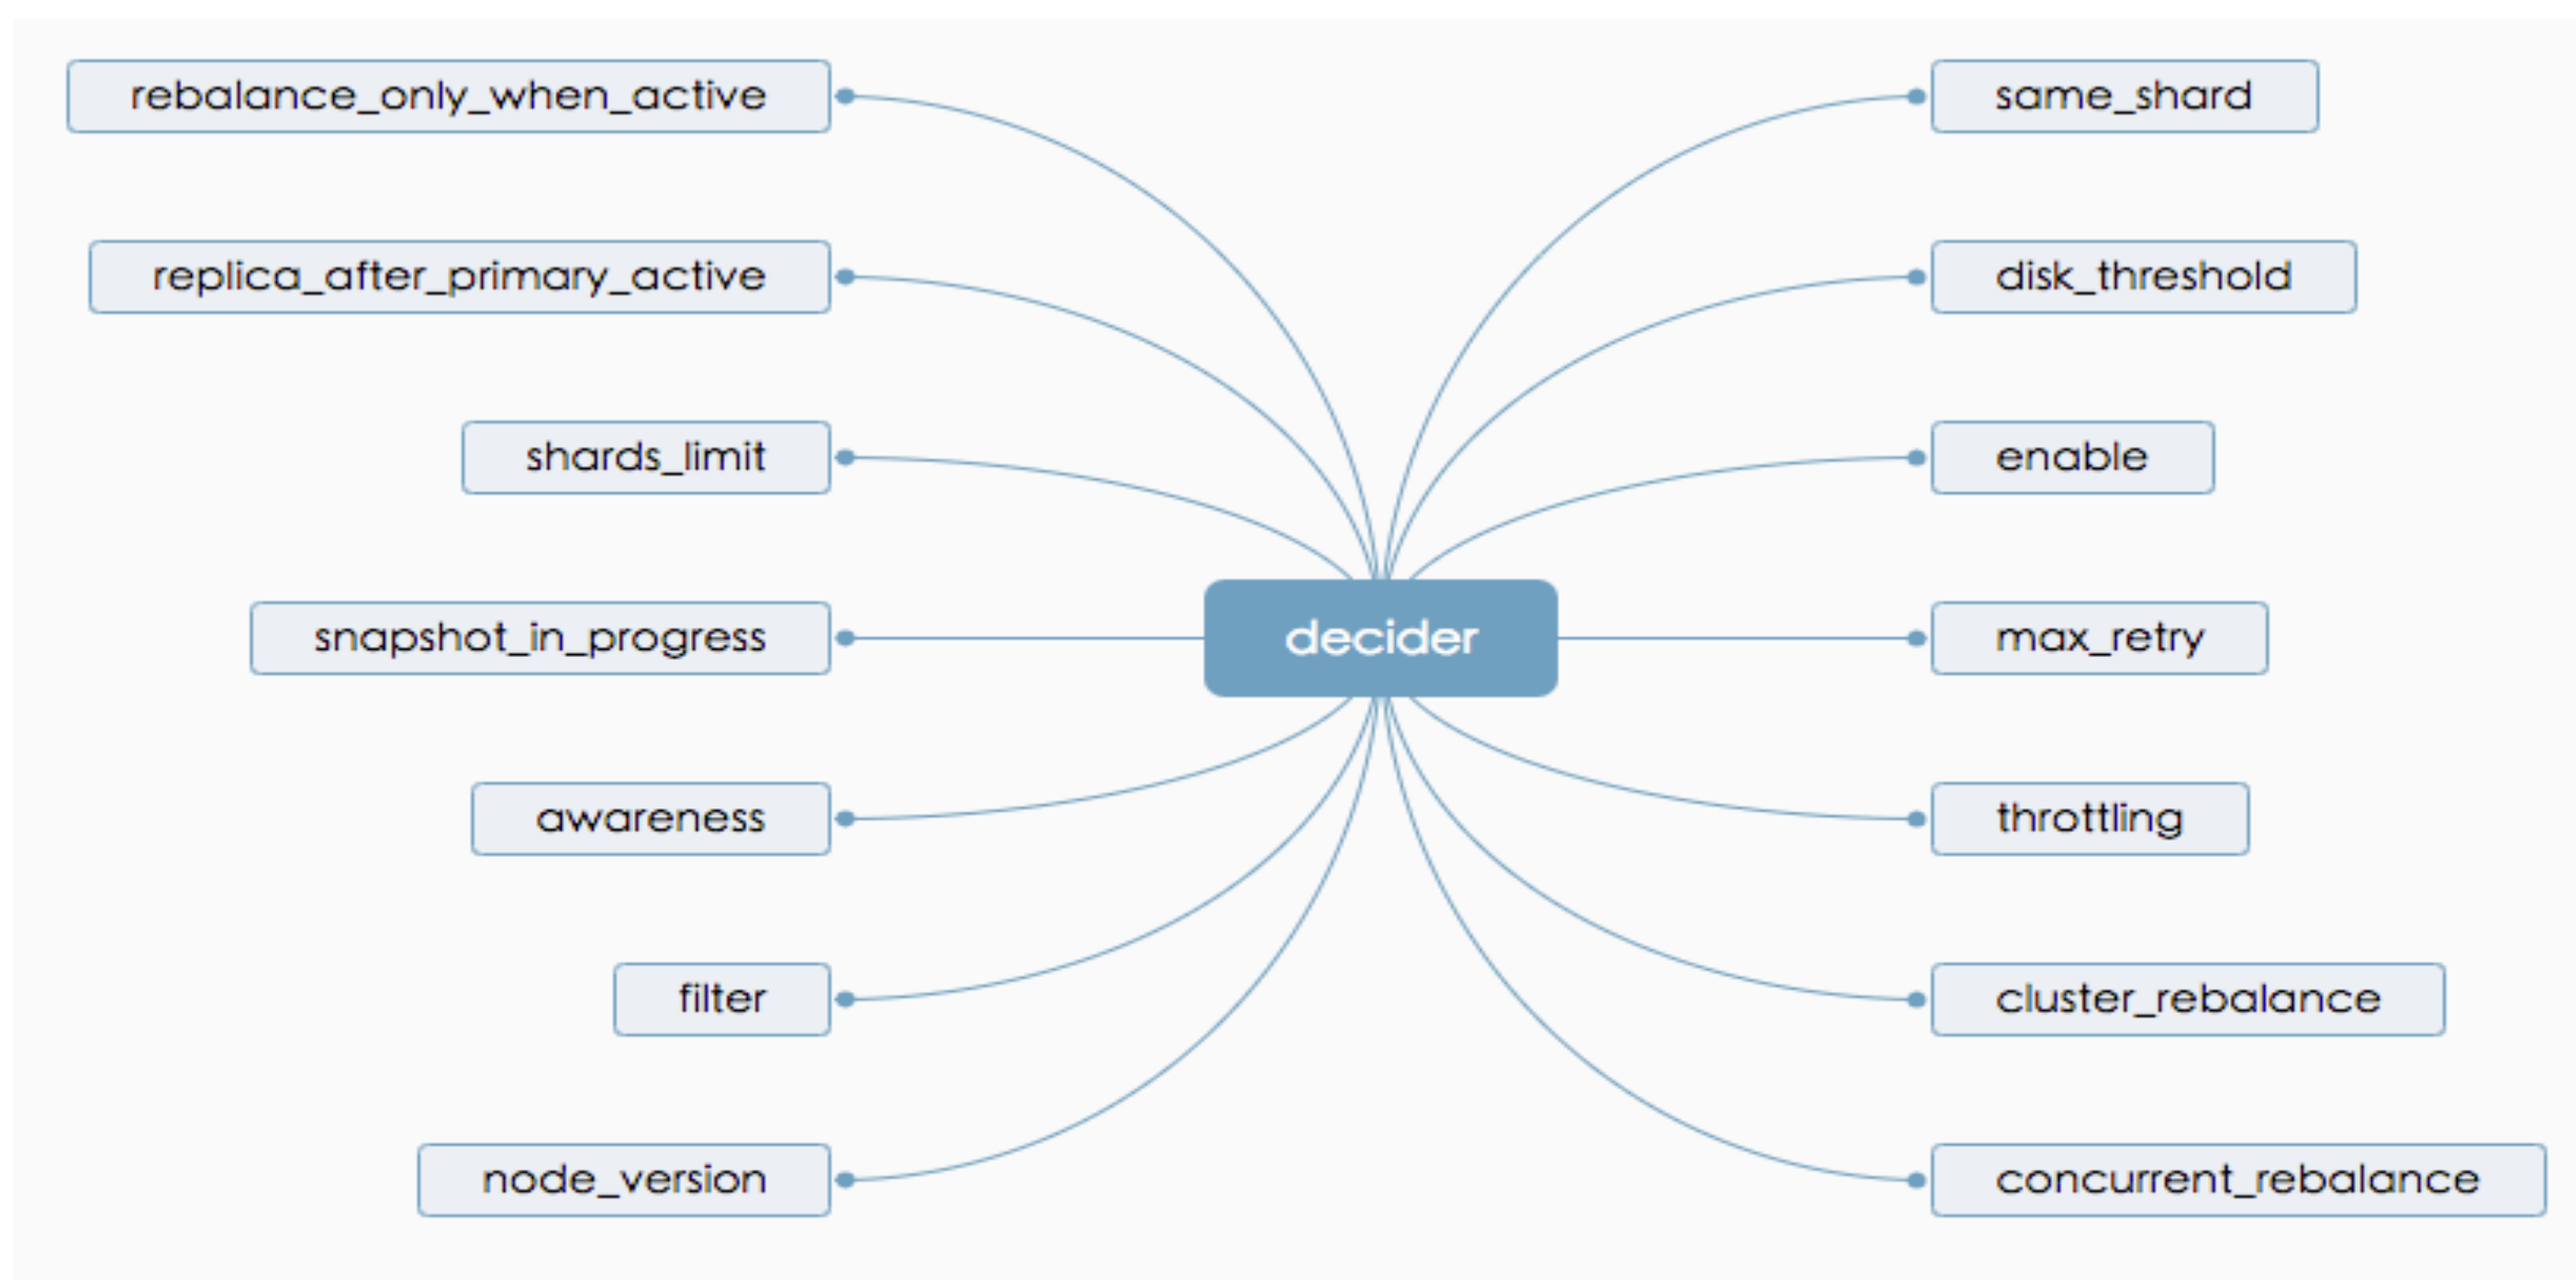 rebalance_only_when_active
replica_after_primary_active
shards_limit
snapshot_in_progress
awareness
filter
node_version
decider
same_shard
disk_threshold
enable
max_retry
throttling
cluster_rebalance
concurrent_rebalance